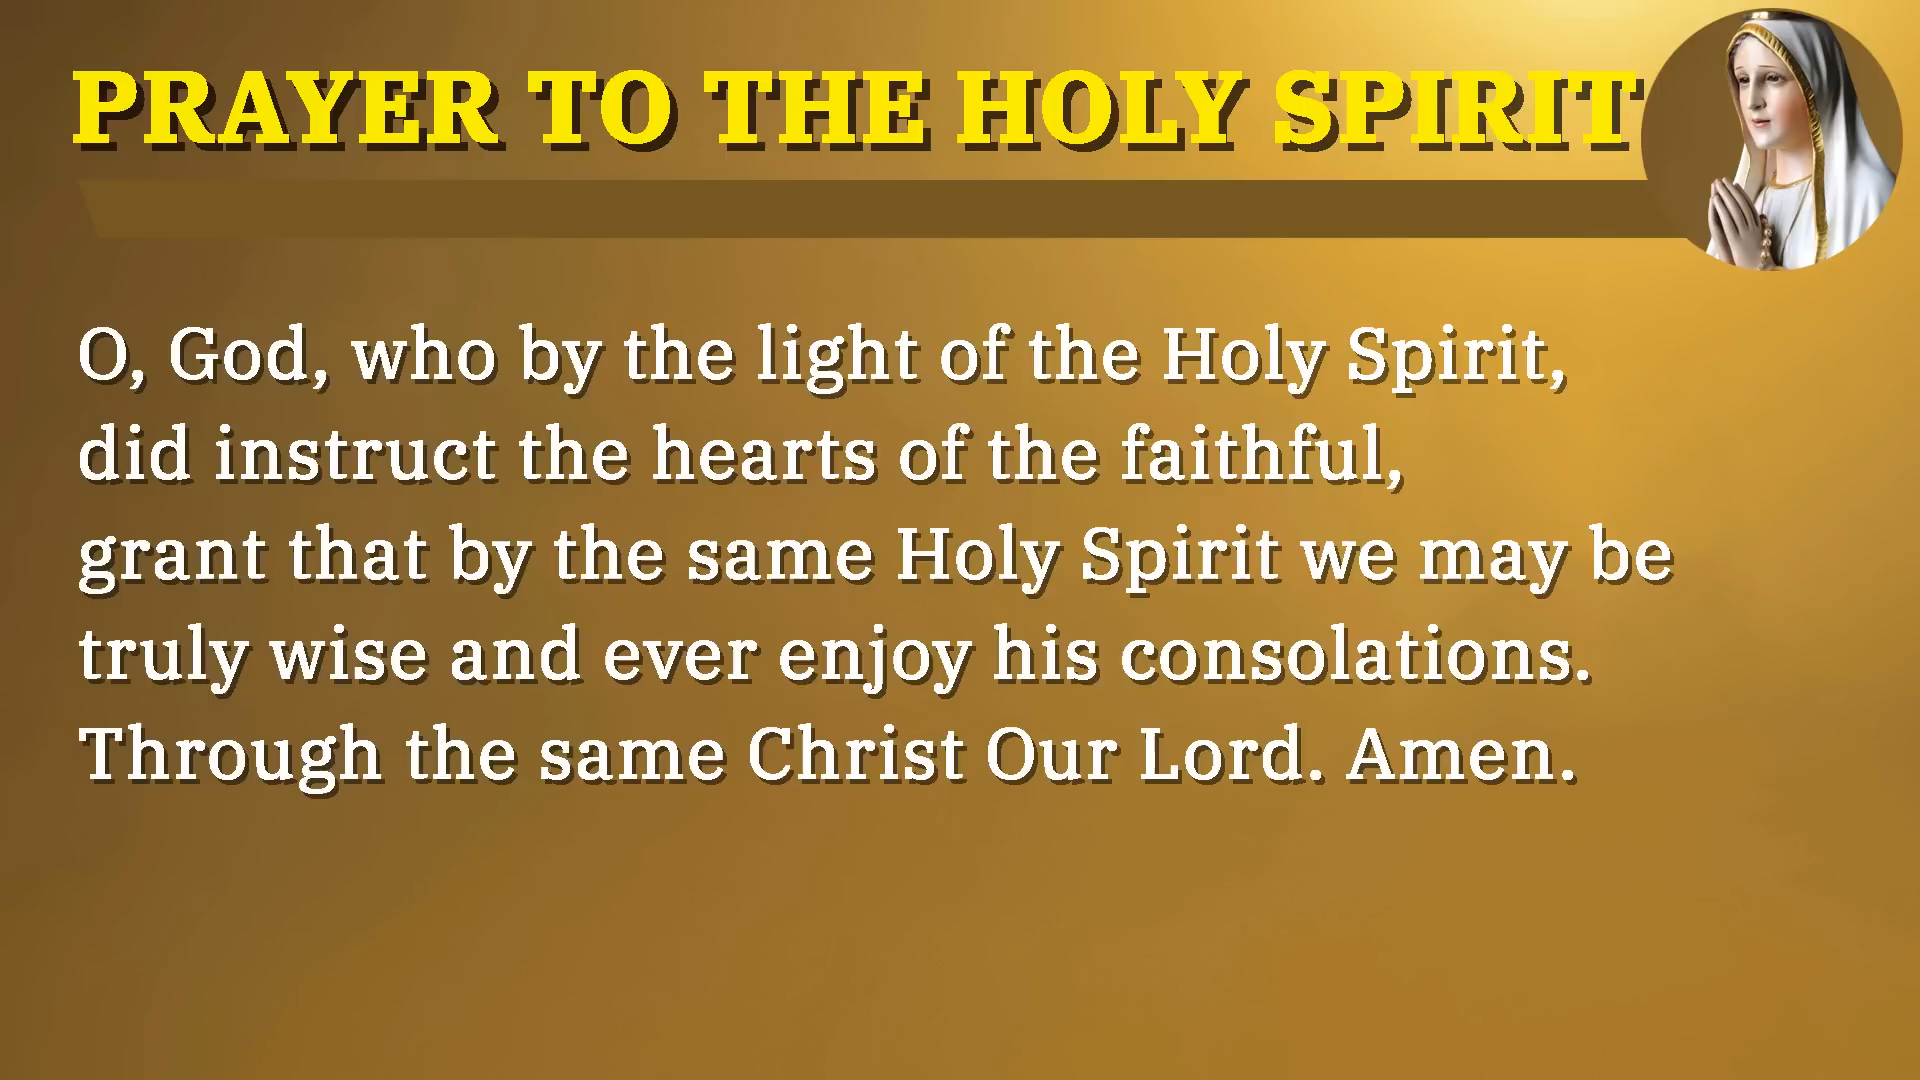 PRAYER TO THE HOLY SPIRIT
O, God, who by the light of the Holy Spirit,
did instruct the hearts of the faithful,
grant that by the same Holy Spirit we may be
truly wise and ever enjoy his consolations.
Through the same Christ Our Lord. Amen.